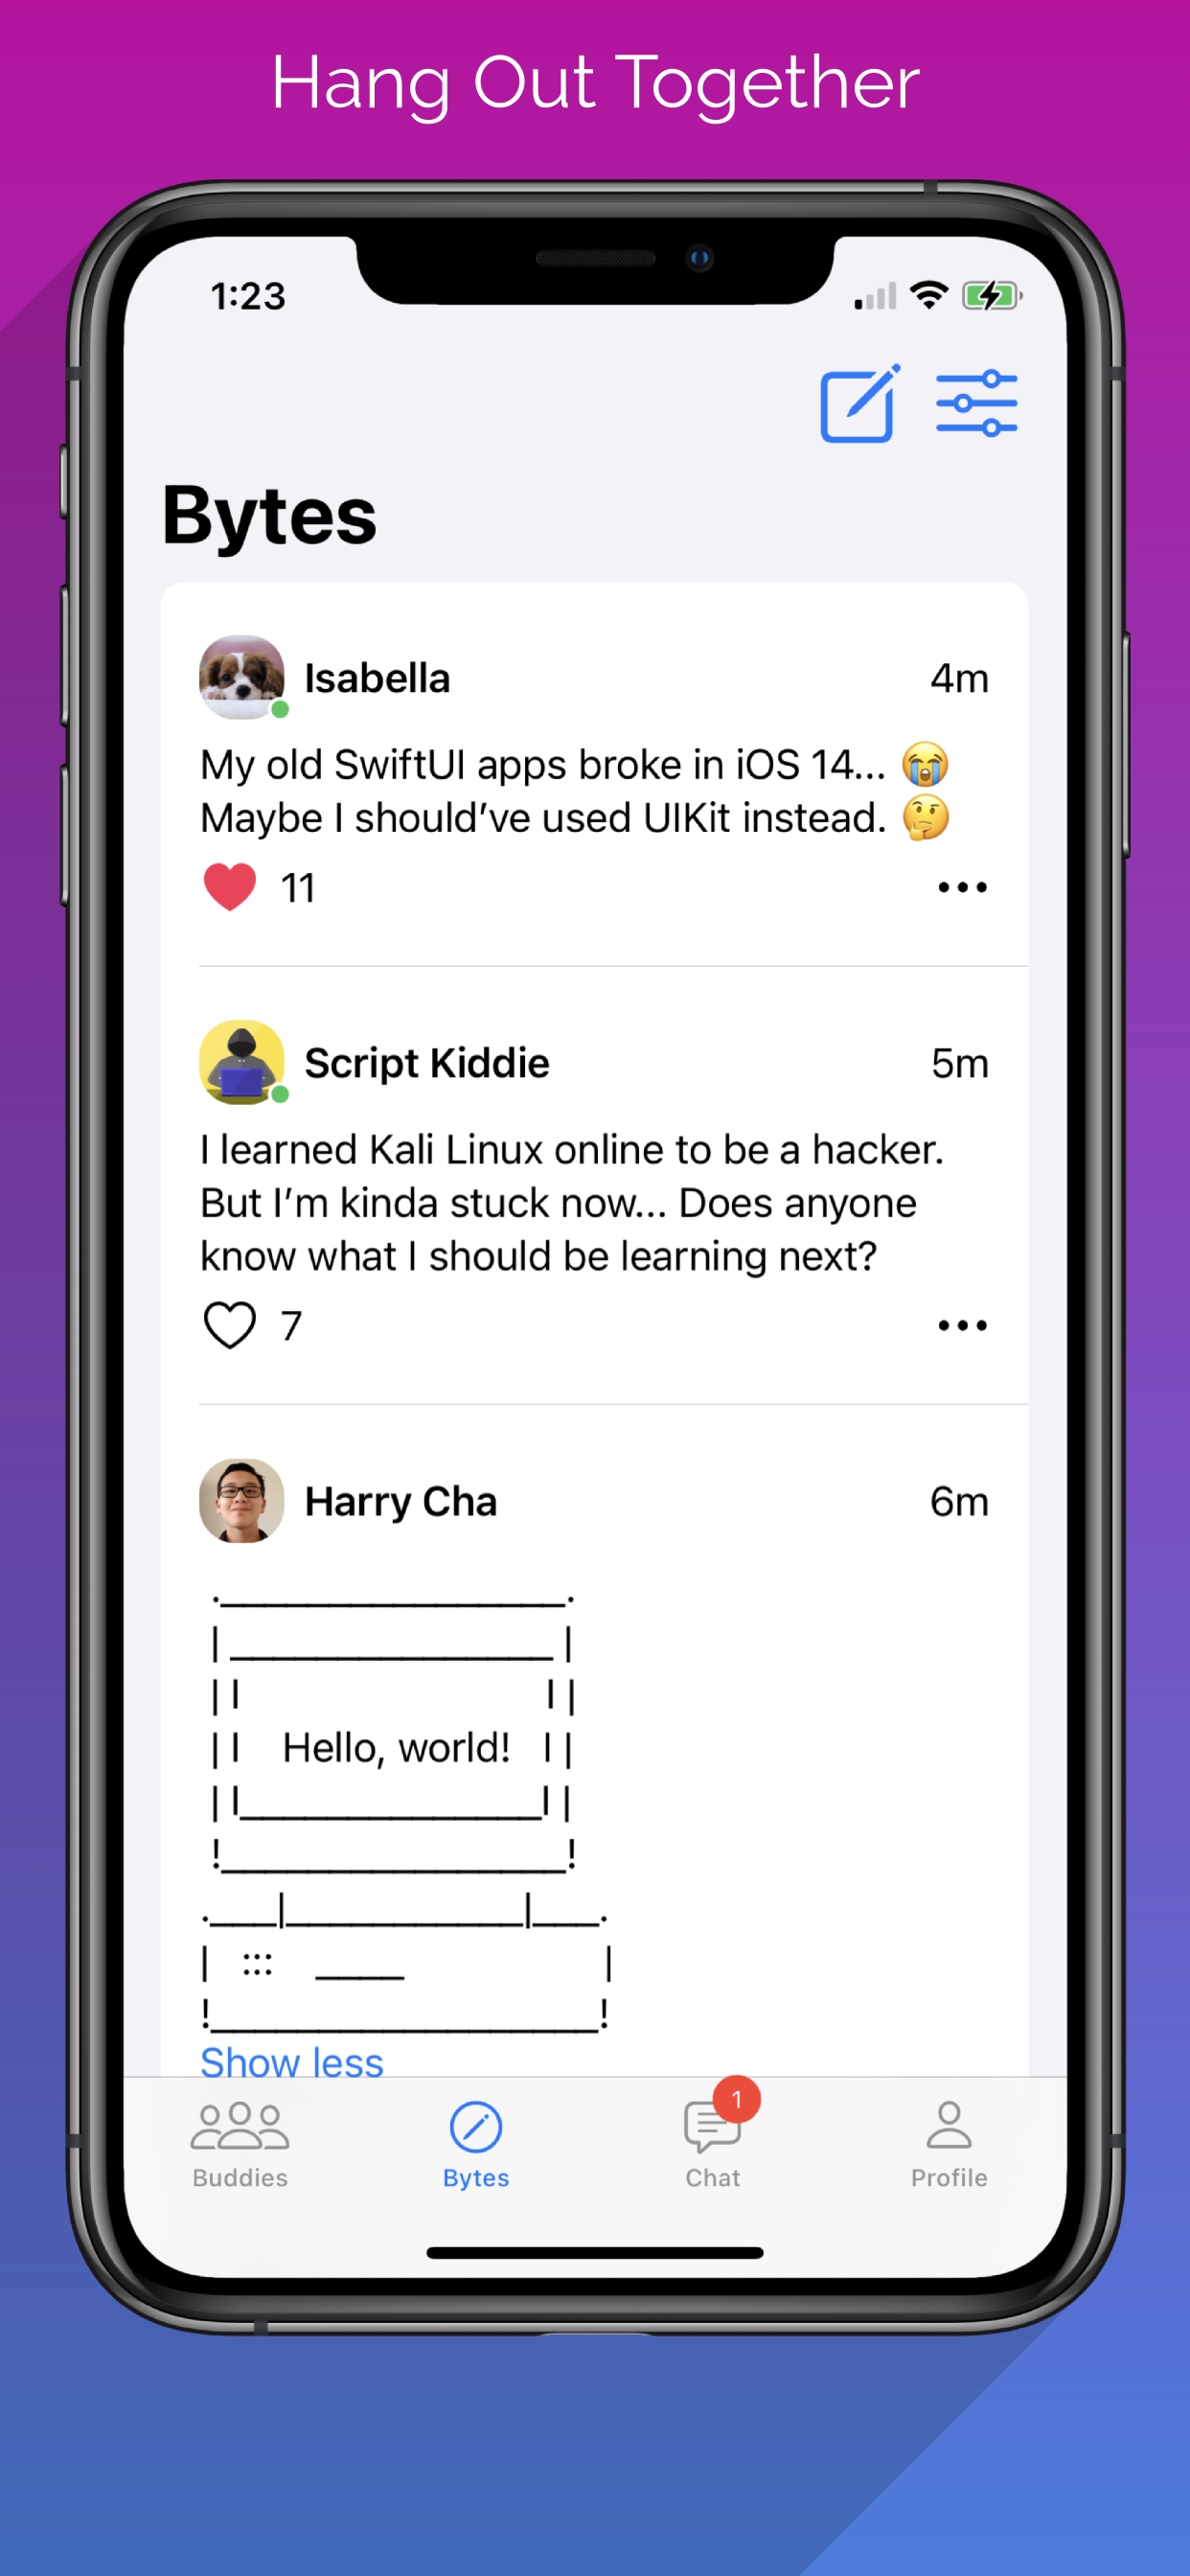 Hang Out Together
1:23
Bytes
Isabella 4m
My old SwiftUI apps broke in iOS 14... 😭
Maybe I should’ve used UIKit instead. 🤔
11 •••
Script Kiddie 5m
I learned Kali Linux online to be a hacker.
But I’m kinda stuck now... Does anyone
know what I should be learning next?
7 •••
Harry Cha 6m
.________________.
|_______________|
|| ||
|| Hello, world! ||
||______________||
!________________!
.___|___________|___.
| ::: ____ |
!__________________!
Show less
1
Buddies Bytes Chat Profile